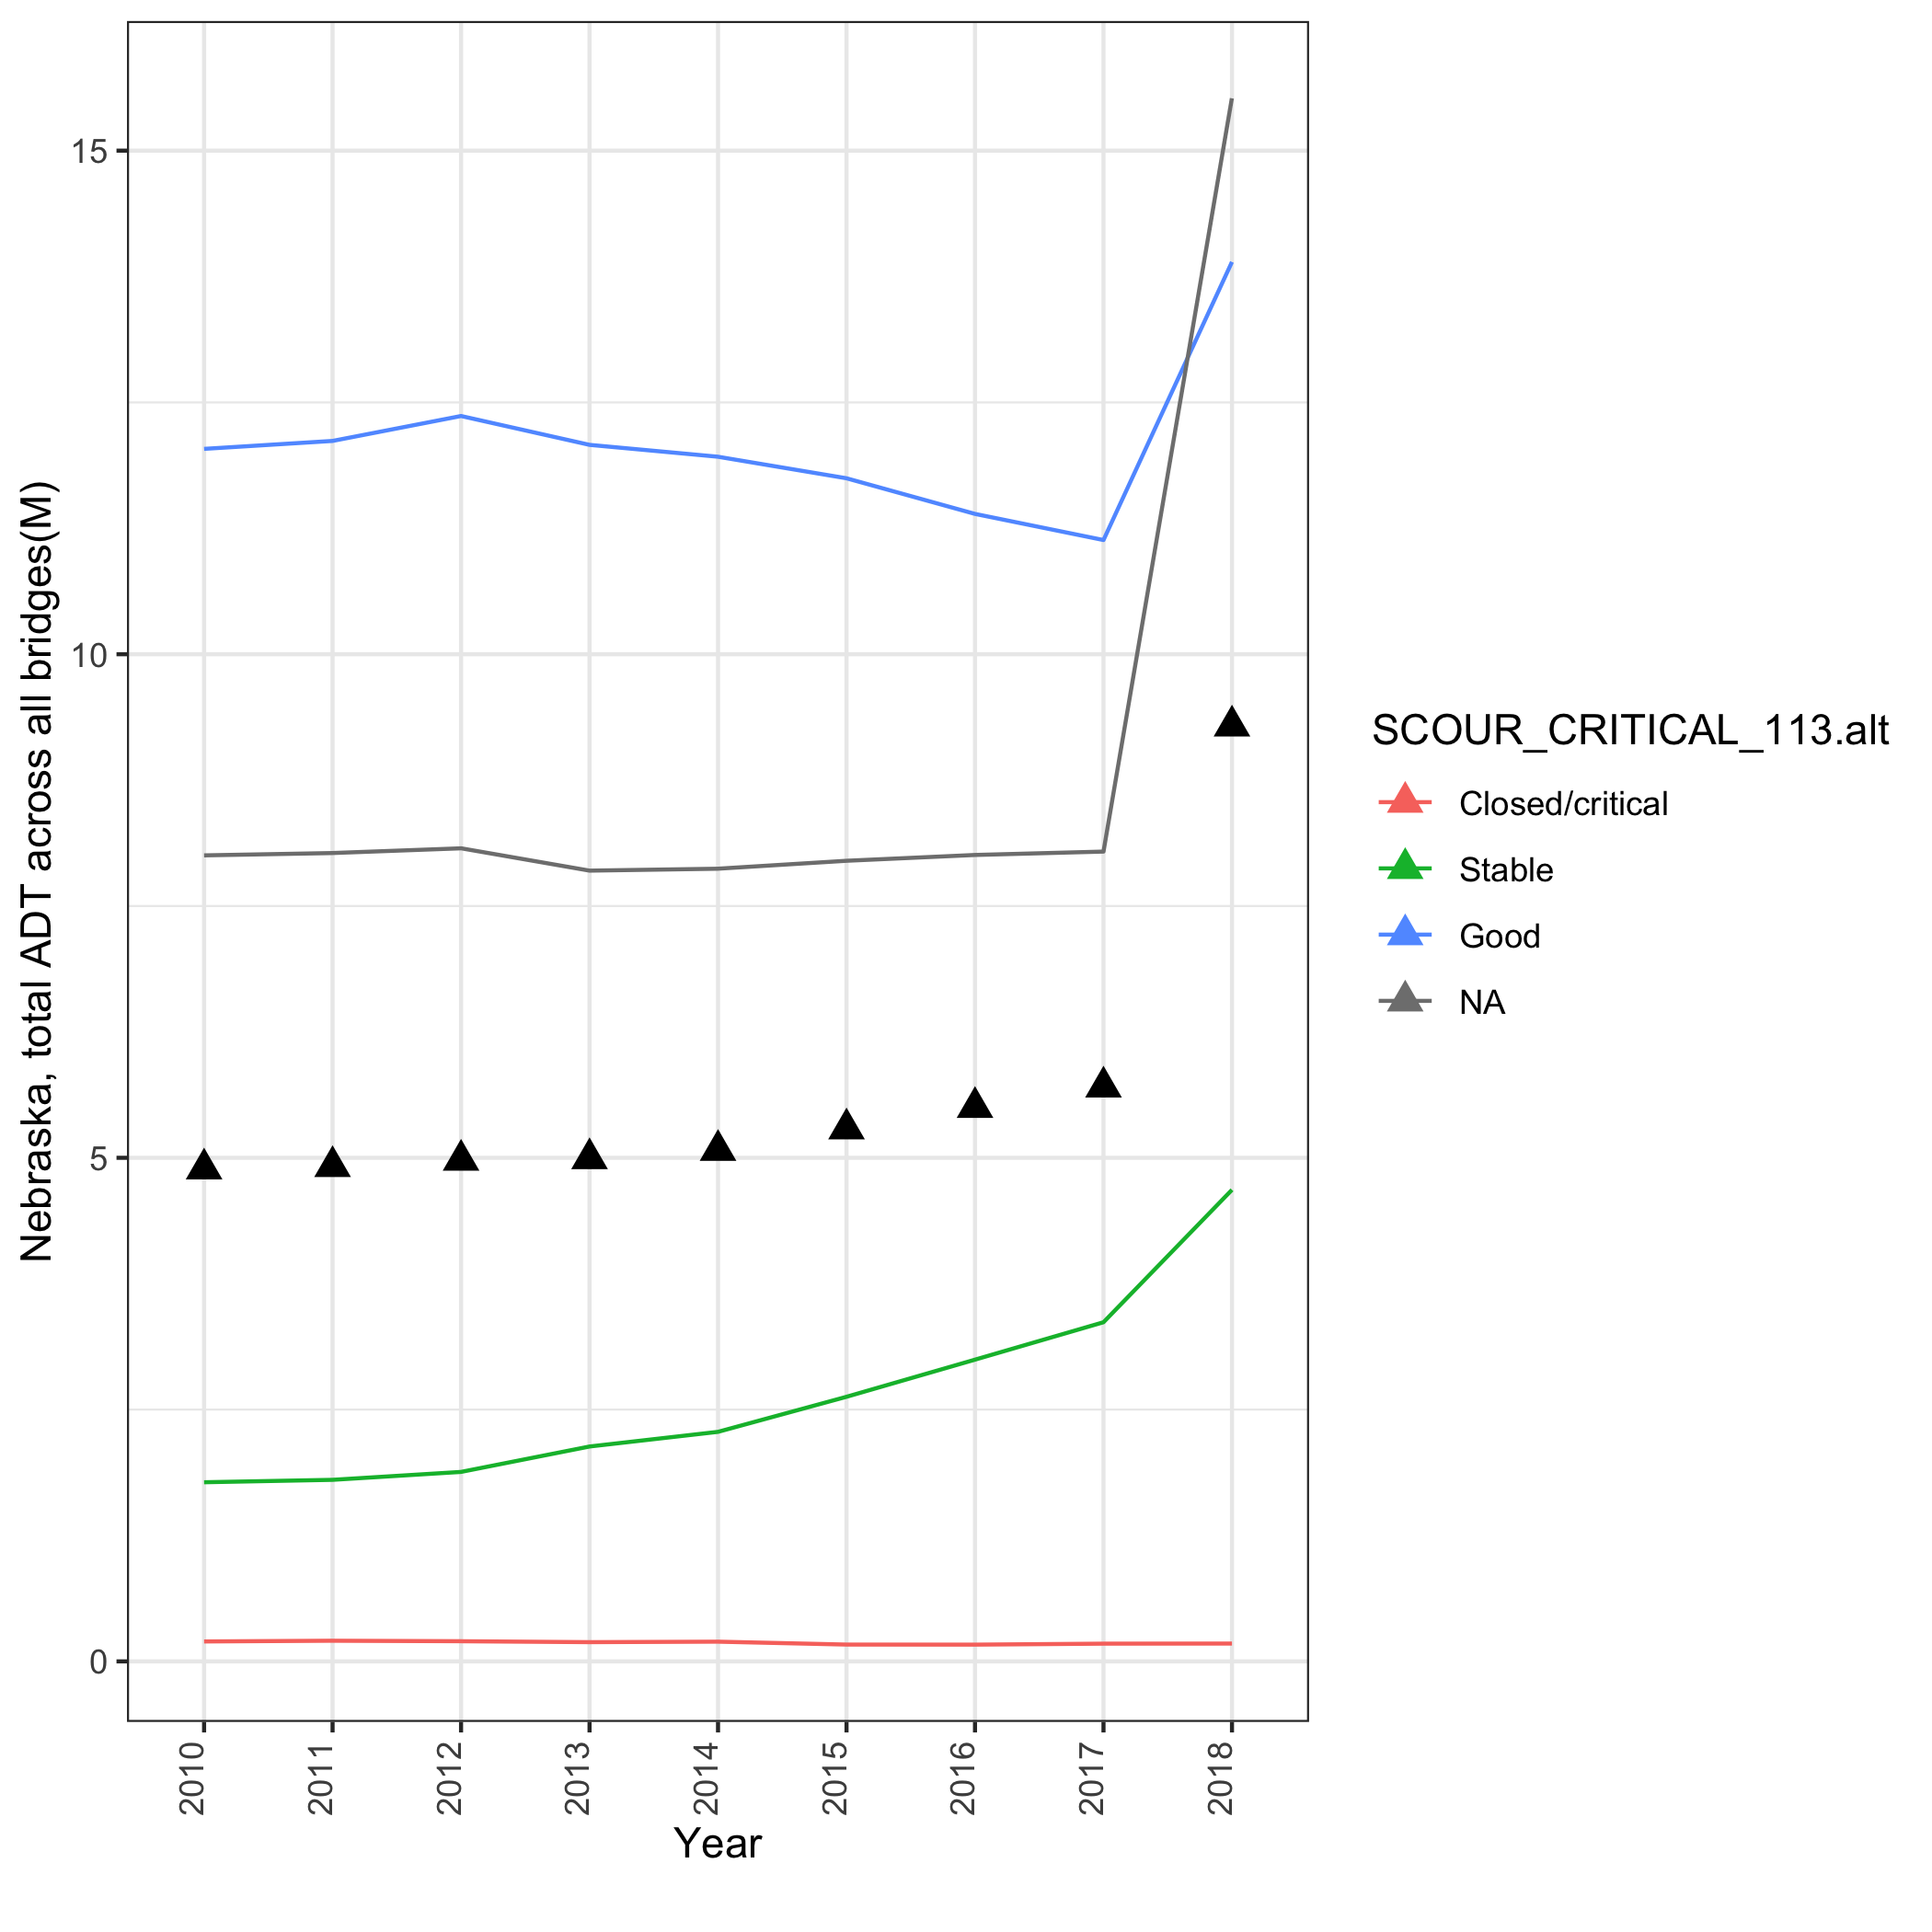 Nebraska, total ADT across all bridges(M)
15
10
5
0
2010
2011
2012
2013
2014
2015
2016
2017
2018
Year
SCOUR_CRITICAL_113.alt
Closed/critical
Stable
Good
NA